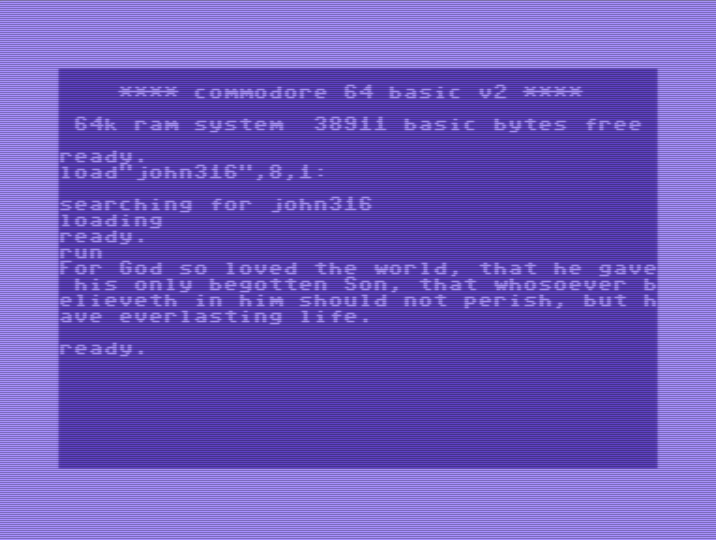 **** commodore 64 basic v2 ****
64k ram system  38911 basic bytes free
ready.
load"john316",8,1:
searching for john316
loading
ready.
run
For God so loved the world, that he gave
 his only begotten Son, that whosoever b
elieveth in him should not perish, but h
ave everlasting life.
ready.